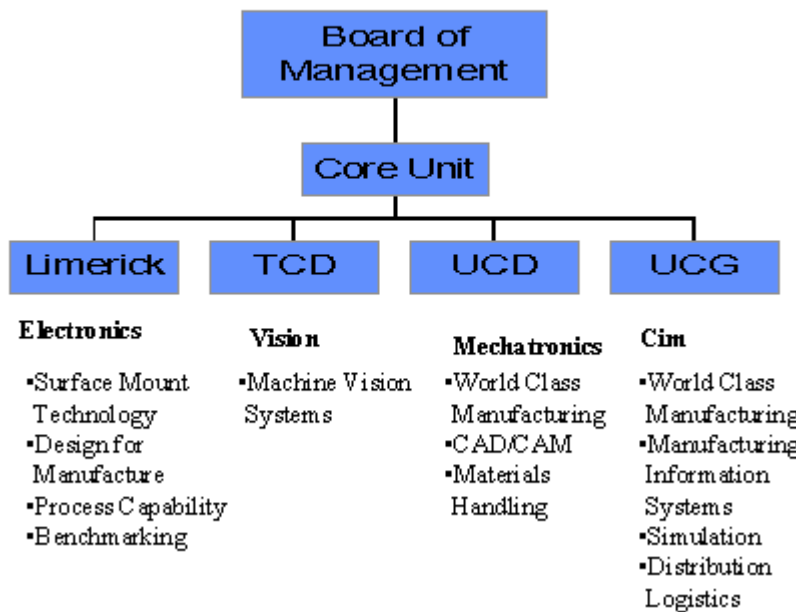 Board of
Management
Core Unit
Limerick
TCD
UCD
UCG
Electronics
▪Surface Mount
Technology
▪Design for
Manufacture
▪Process Capability
▪Benchmarking
Vision
▪Machine Vision
Systems
Mechatronics
▪World Class
Manufacturing
▪CAD/CAM
▪Materials
Handling
Cim
▪World Class
Manufacturing
▪Manufacturing
Information
Systems
▪Simulation
▪Distribution
Logistics